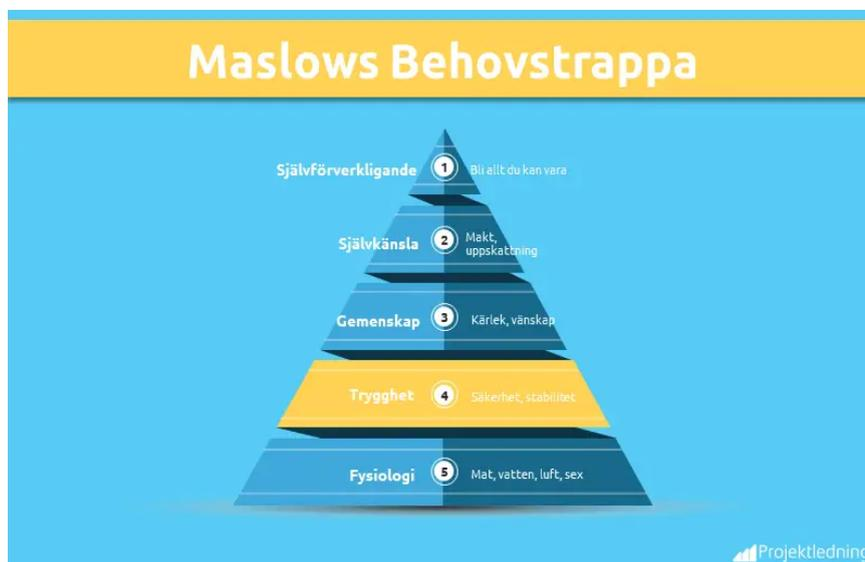 Maslows Behovstrappa
Självförverkligande 1 Bli allt du kan vara
Självkänsla 2 Makt,
uppskattning
Gemenskap 3 Kärlek, vänskap
Trygghet 4 Säkerhet, stabilitet
Fysiologi 5 Mat, vatten, luft, sex
Projektledning